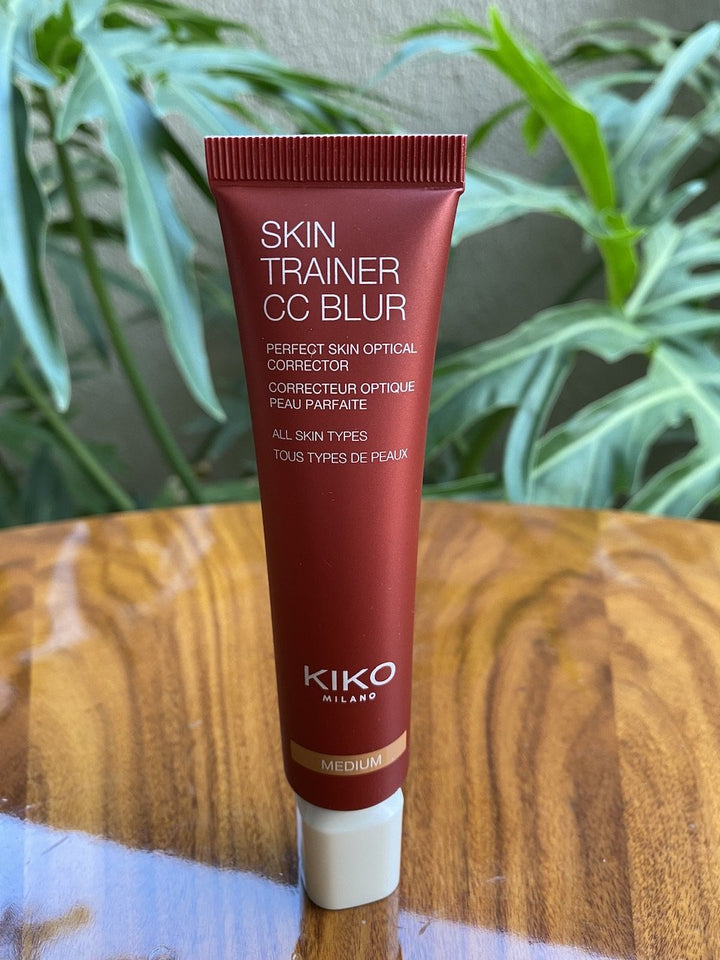 SKIN
TRAINER
CC BLUR
PERFECT SKIN OPTICAL
CORRECTOR
CORRECTEUR OPTIQUE
PEAU PARFAITE
ALL SKIN TYPES
TOUS TYPES DE PEAUX
KIKO
MILANO
MEDIUM